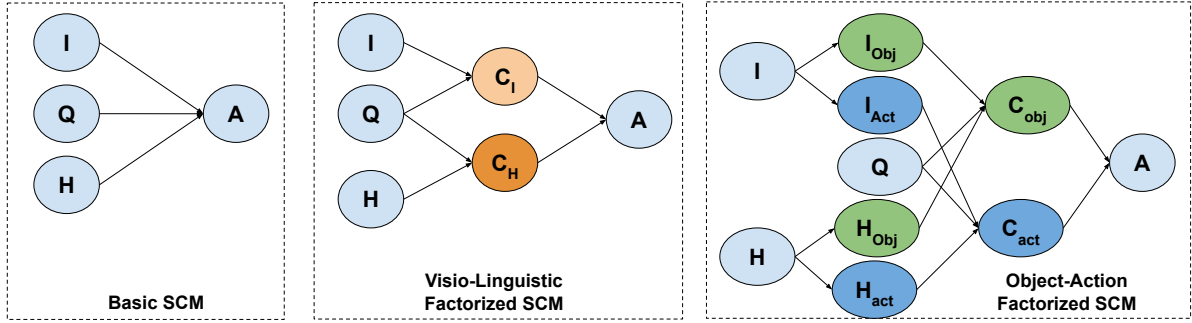 I
Q
H
A
Basic SCM
I
Q
H
C_I
C_H
A
Visio-Linguistic
Factorized SCM
I
H
I_Obj
I_Act
Q
H_Obj
H_act
C_obj
C_act
A
Object-Action
Factorized SCM